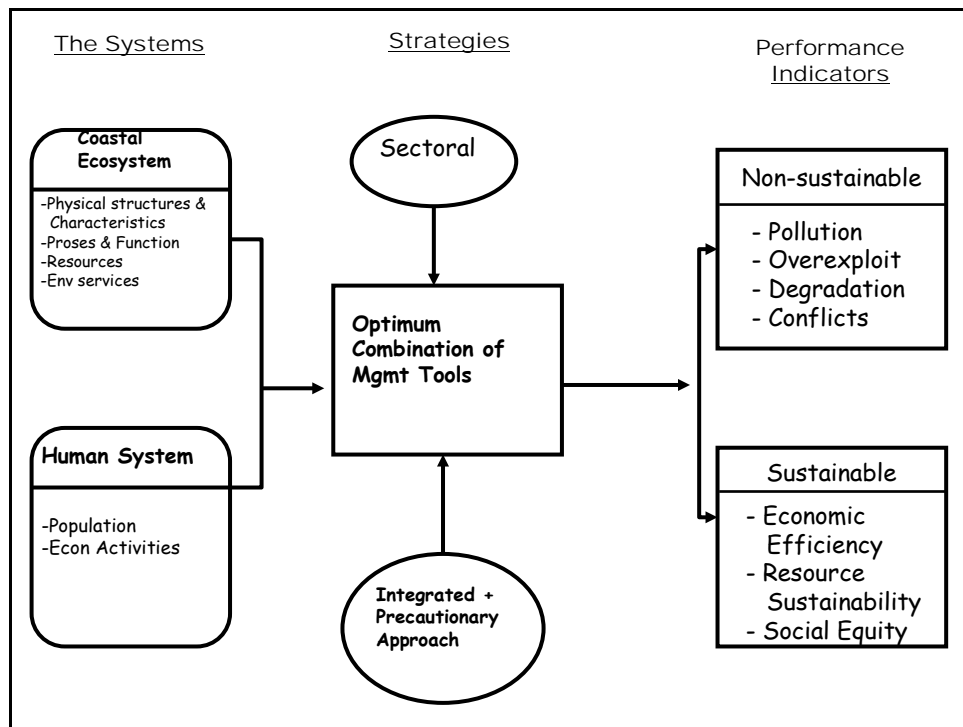 The Systems
Strategies
Performance
Indicators
Coastal
Ecosystem
-Physical structures &
Characteristics
-Proses & Function
-Resources
-Env services
Human System
-Population
-Econ Activities
Sectoral
Optimum
Combination of
Mgmt Tools
Integrated +
Precautionary
Approach
Non-sustainable
- Pollution
- Overexploit
- Degradation
- Conflicts
Sustainable
- Economic
Efficiency
- Resource
Sustainability
- Social Equity